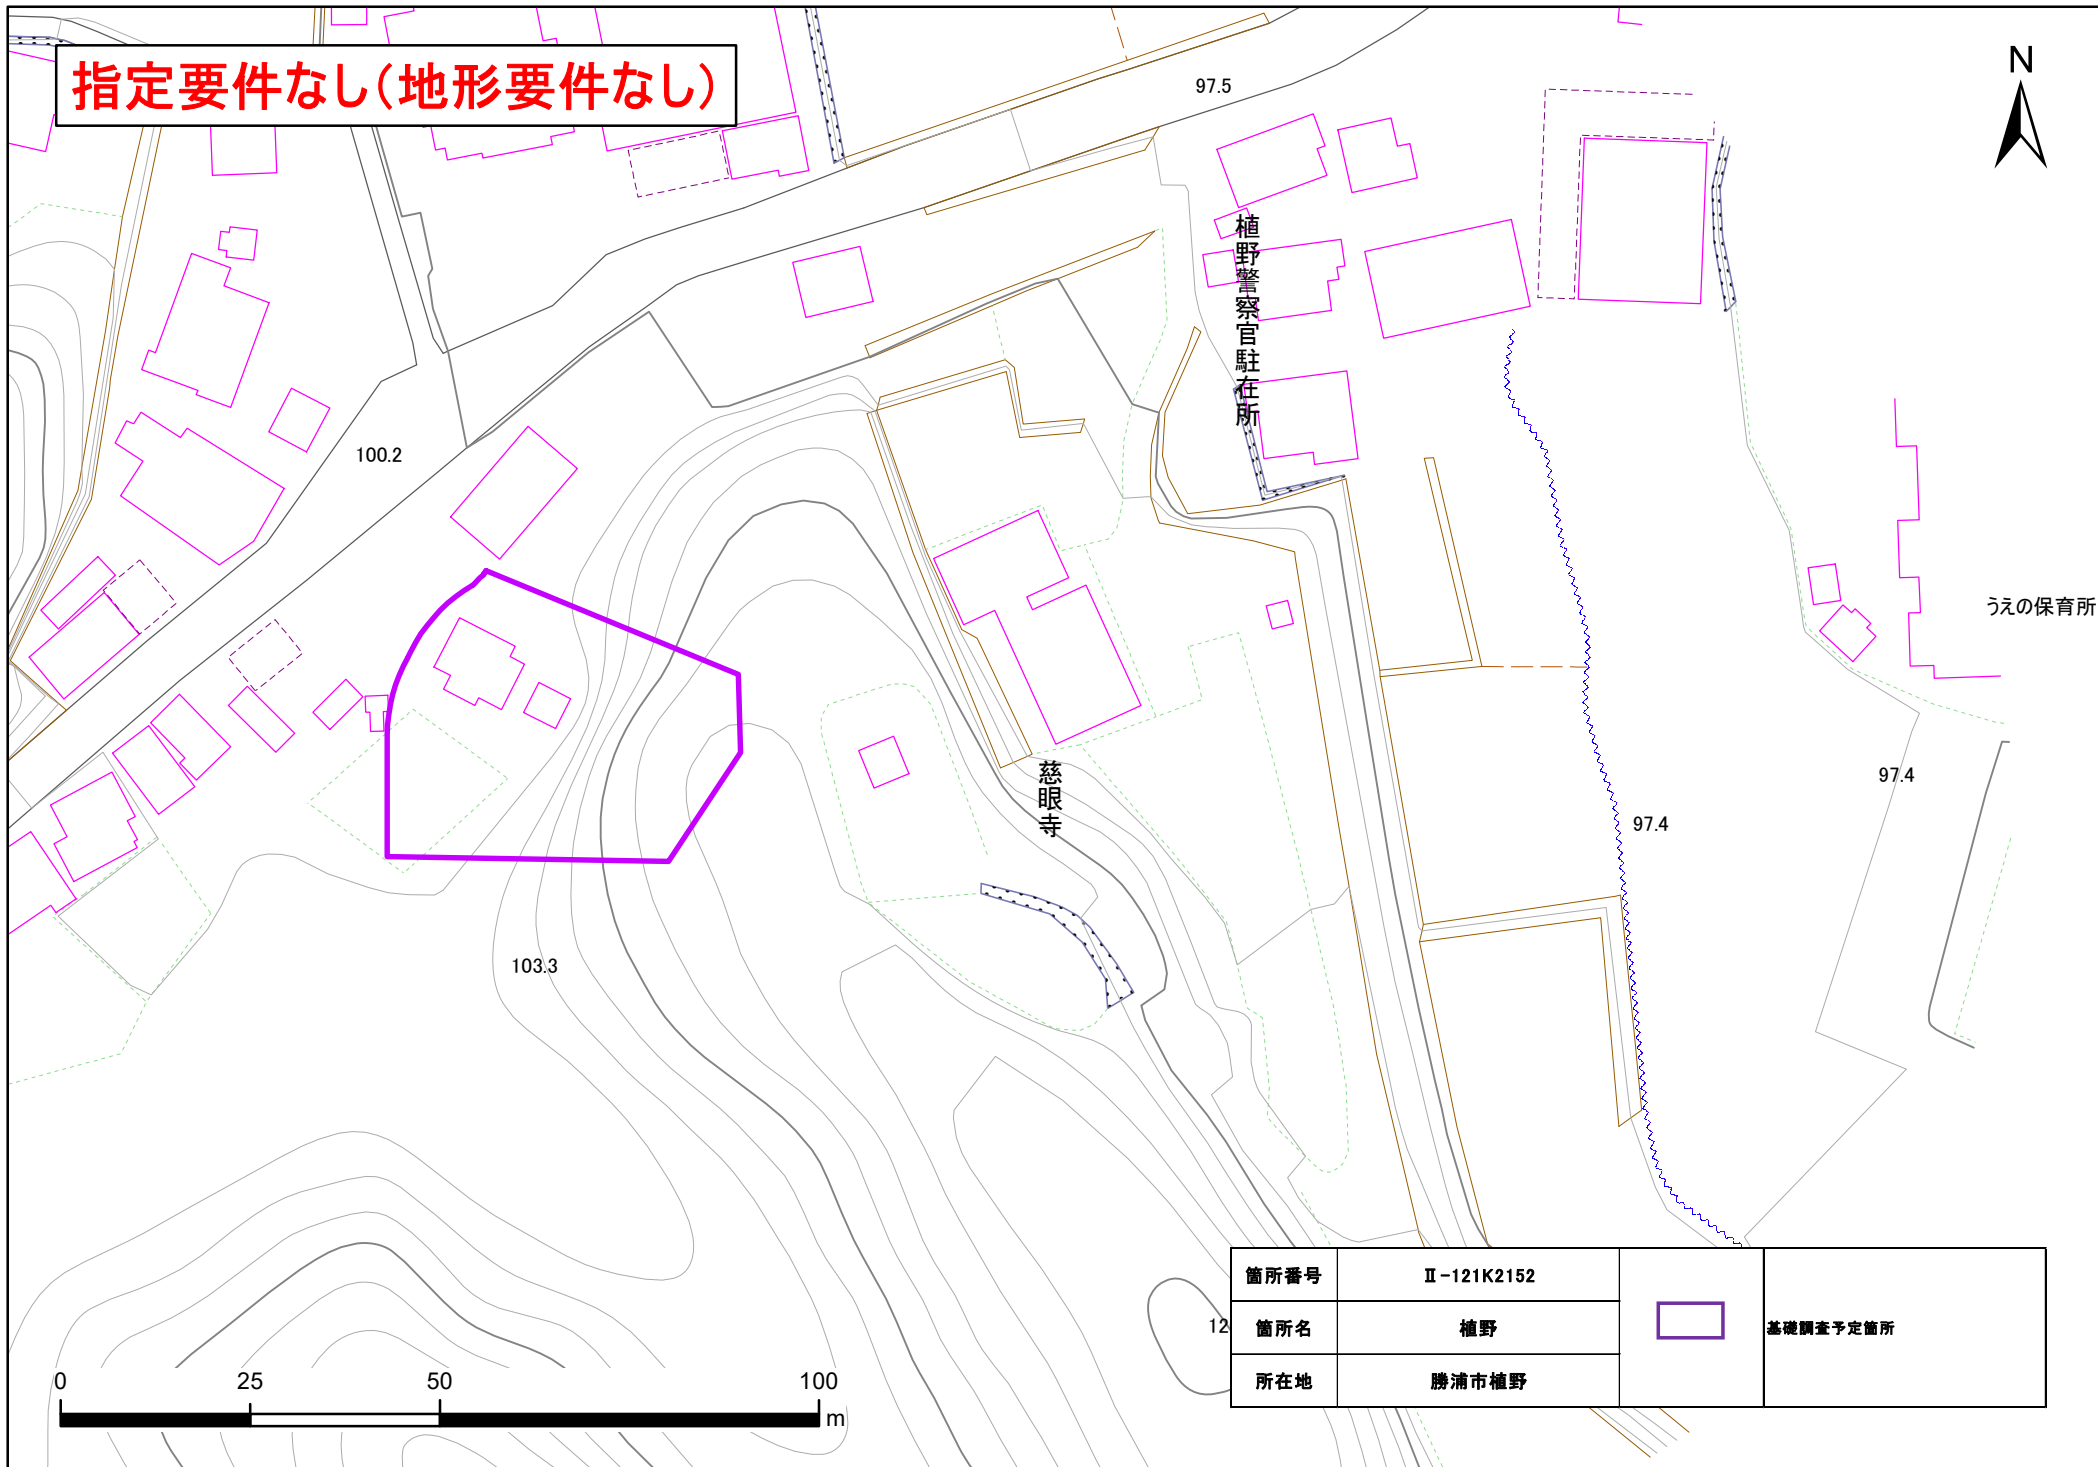 指定要件なし(地形要件なし)
97.5
N
植野警察官駐在所
100.2
うえの保育所
慈眼寺
97.4
97.4
103.3
12
箇所番号 Ⅱ-121K2152
箇所名 植野
所在地 勝浦市植野
基礎調査予定箇所
0 25 50 100
m